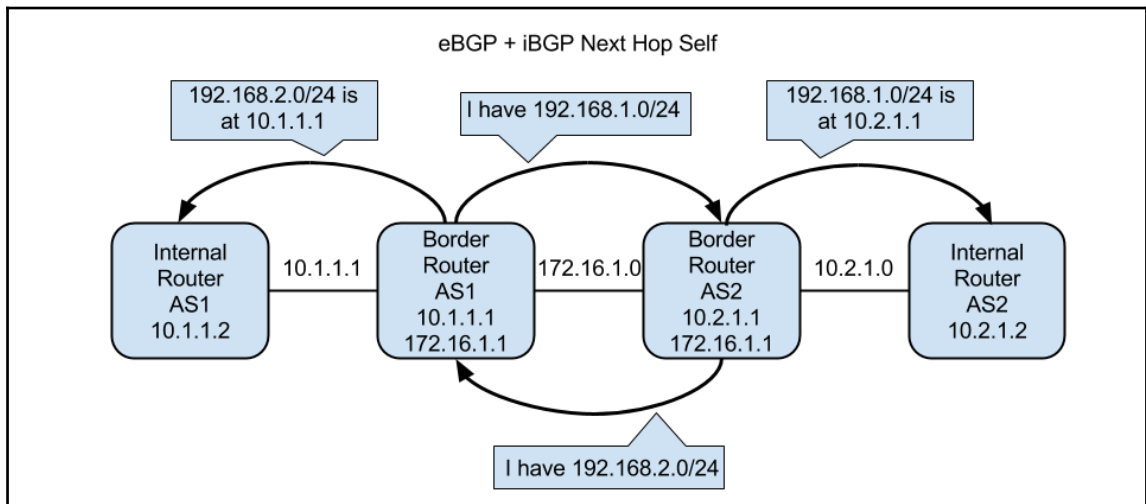 eBGP + iBGP Next Hop Self
192.168.2.0/24 is
at 10.1.1.1
I have 192.168.1.0/24
192.168.1.0/24 is
at 10.2.1.1
Internal
Router
AS1
10.1.1.2
10.1.1.1
Border
Router
AS1
10.1.1.1
172.16.1.1
172.16.1.0
Border
Router
AS2
10.2.1.1
172.16.1.1
10.2.1.0
Internal
Router
AS2
10.2.1.2
I have 192.168.2.0/24